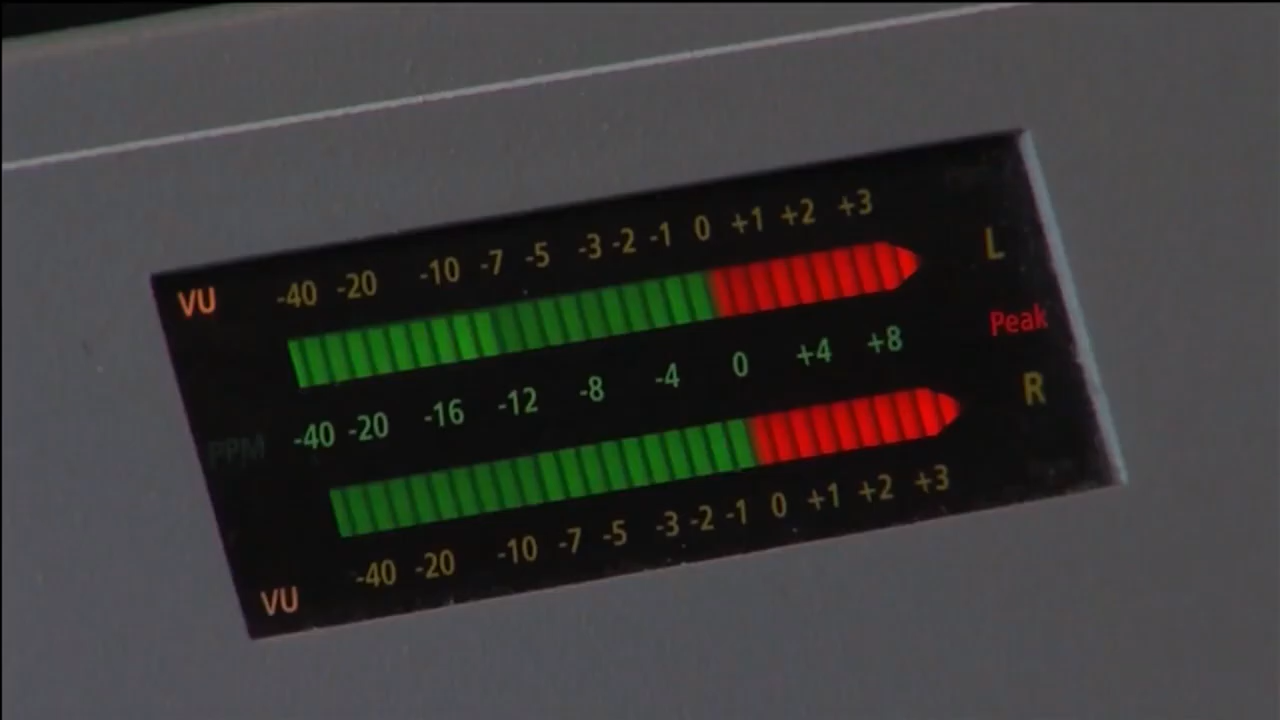 VU -40 -20 -10 -7 -5 -3 -2 -1 0 +1 +2 +3 L
Peak
PPM -40 -20 -16 -12 -8 -4 0 +4 +8
R
VU -40 -20 -10 -7 -5 -3 -2 -1 0 +1 +2 +3